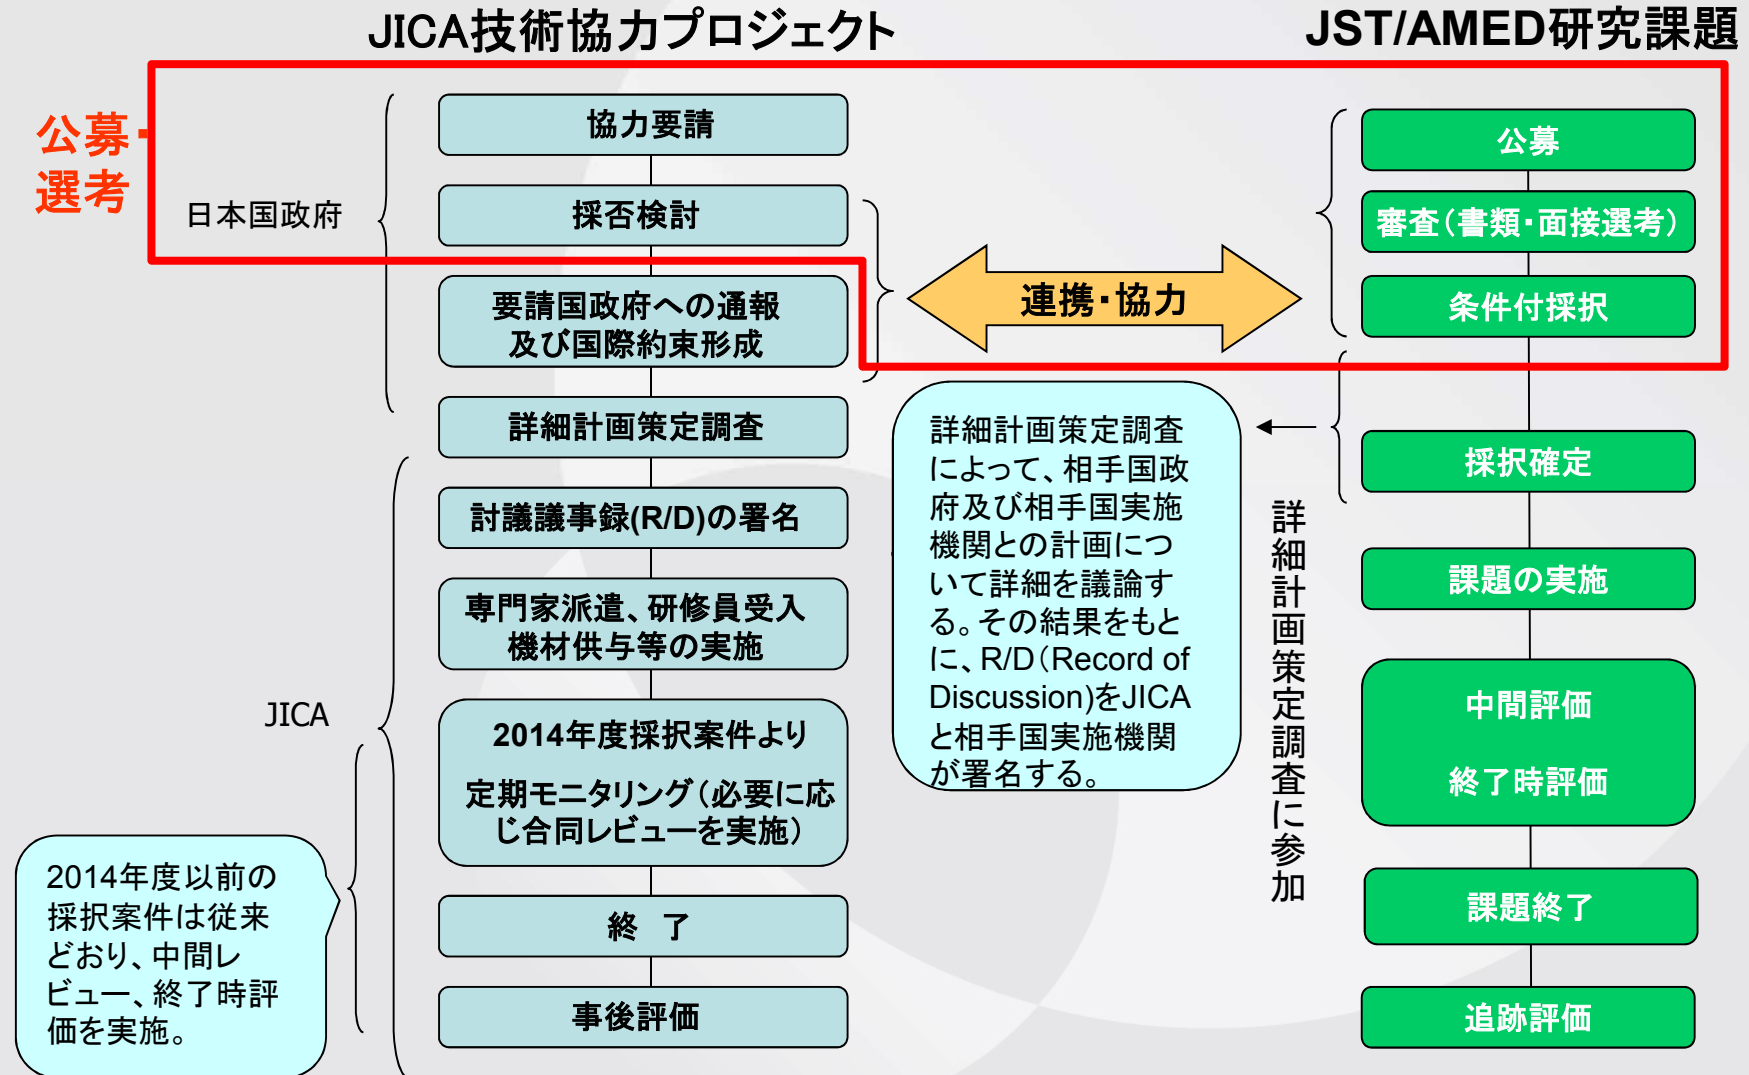 JICA技術協力プロジェクト
JST/AMED研究課題
公募・
選考
日本国政府
協力要請
採否検討
要請国政府への通報
及び国際約束形成
詳細計画策定調査
討議議事録(R/D)の署名
専門家派遣、研修員受入
機材供与等の実施
2014年度採択案件より
定期モニタリング（必要に応
じ合同レビューを実施）
終　了
事後評価
JICA
2014年度以前の
採択案件は従来
どおり、中間レ
ビュー、終了時評
価を実施。
連携・協力
詳細計画策定調査
によって、相手国政
府及び相手国実施
機関との計画につ
いて詳細を議論す
る。その結果をもと
に、R/D（Record of
Discussion)をJICA
と相手国実施機関
が署名する。
詳細計画策定調査に参加
公募
審査（書類・面接選考）
条件付採択
採択確定
課題の実施
中間評価
終了時評価
課題終了
追跡評価